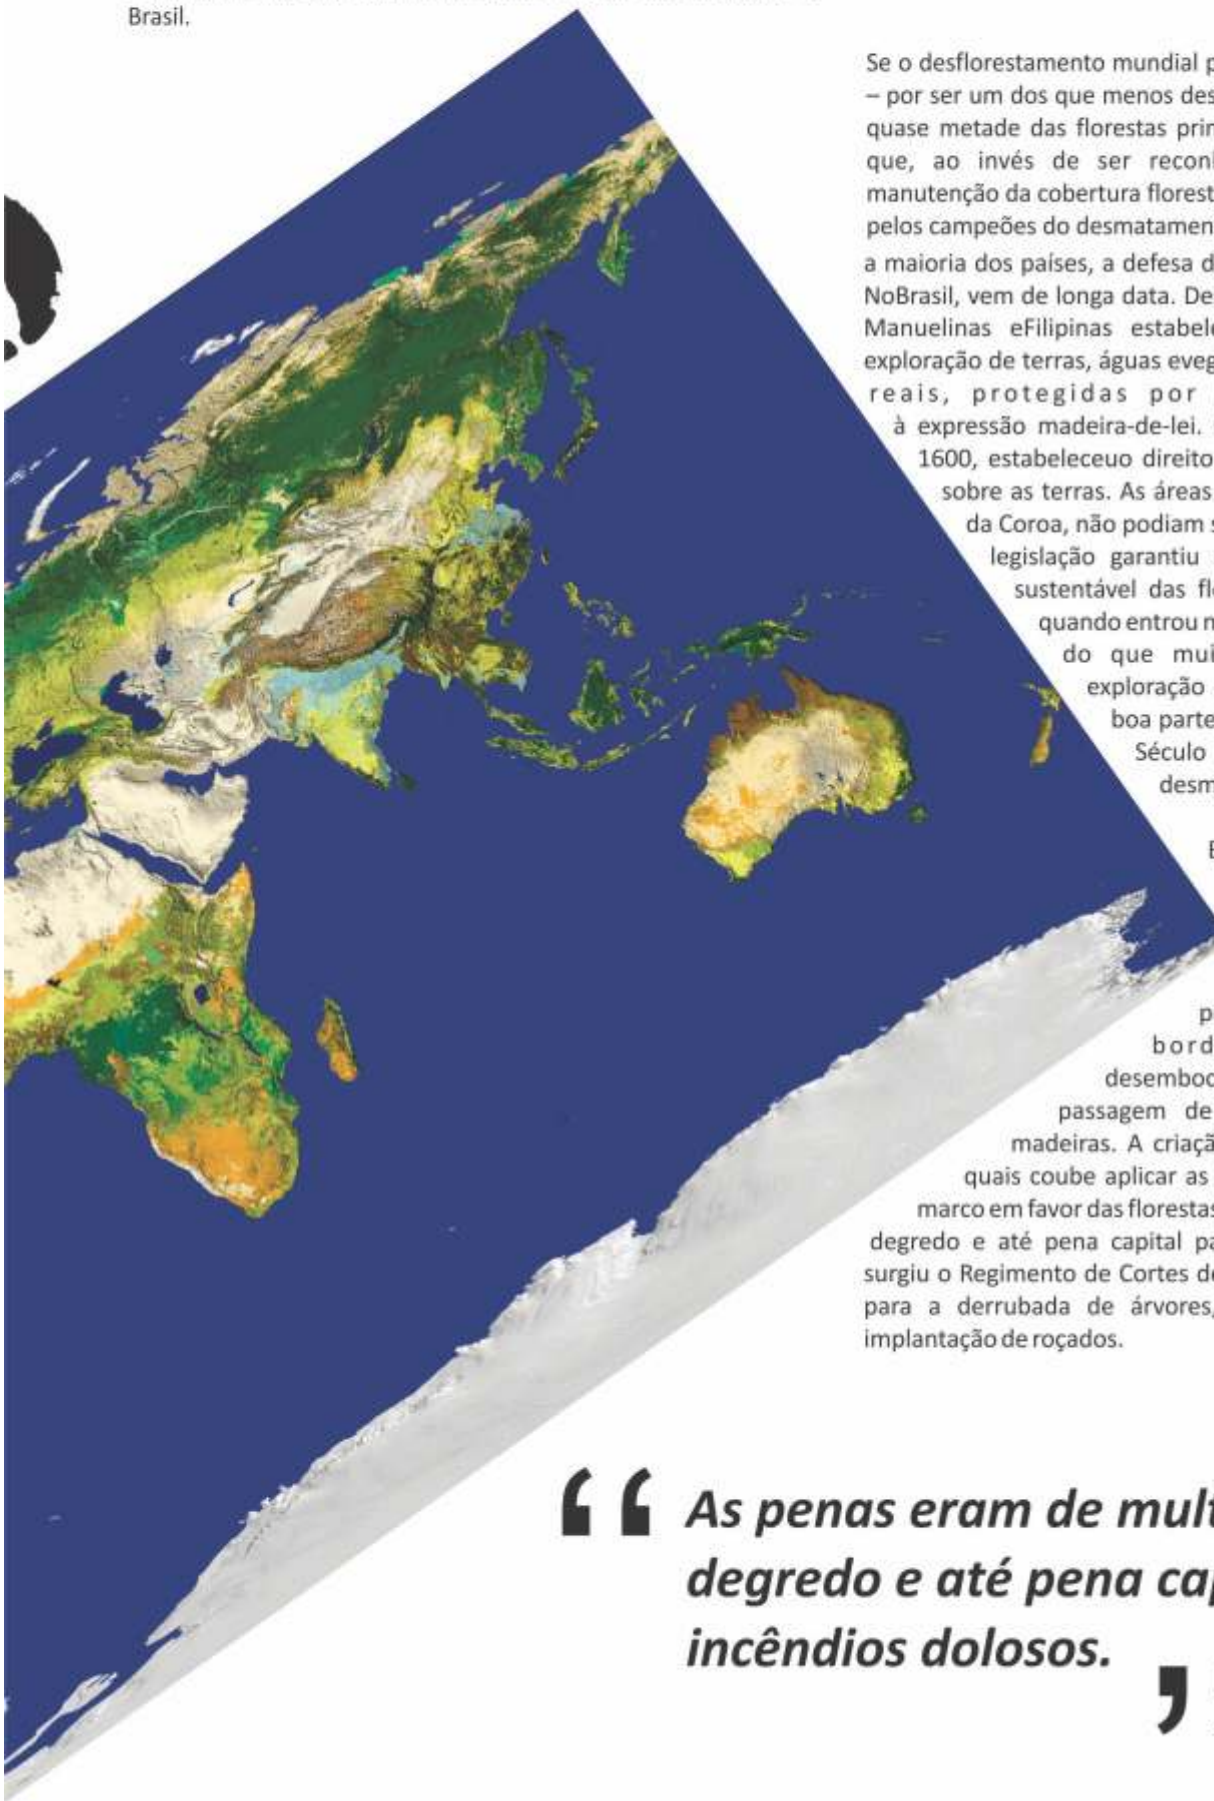 Brasil.
Se o desflorestamento mundial p
– por ser um dos que menos des
quase metade das florestas prin
que, ao invés de ser recon
manutenção da cobertura florest
pelos campeões do desmatamen
a maioria dos países, a defesa d
NoBrasil, vem de longa data. De
Manuelinas eFilipinas estabele
exploração de terras, águas eveg
reais, protegidas por
à expressão madeira-de-lei.
1600, estabeleceuo direito
sobre as terras. As áreas
da Coroa, não podiam s
legislação garantiu
sustentável das fl
quando entrou n
do que mui
exploração
boa parte
Século
desm
E
p
bord
desemboc
passagem de
madeiras. A criaçã
quais coube aplicar as
marco em favor das florestas
degredo e até pena capital pa
surgiu o Regimento de Cortes d
para a derrubada de árvores,
implantação de roçados.
“ As penas eram de mult
degredo e até pena cap
incêndios dolosos. ’